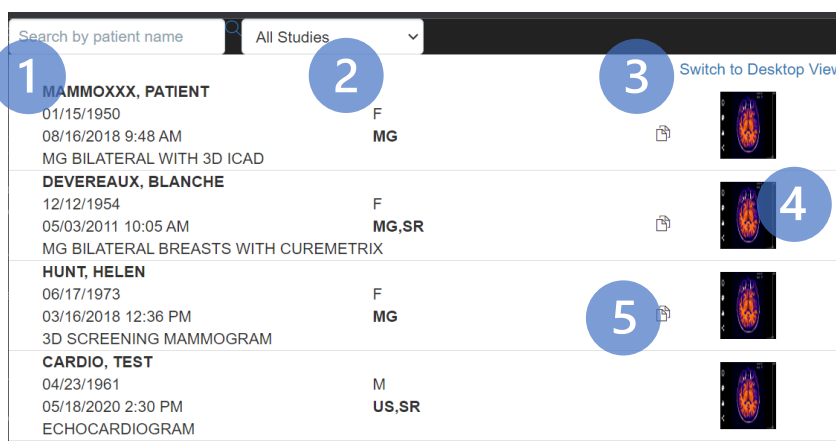 Search by patient name
All Studies
1
2
3
Switch to Desktop View
MAMMOXXX, PATIENT
01/15/1950 F
08/16/2018 9:48 AM MG
MG BILATERAL WITH 3D ICAD
DEVEREAUX, BLANCHE
12/12/1954 F
4
05/03/2011 10:05 AM MG,SR
MG BILATERAL BREASTS WITH CUREMETRIX
HUNT, HELEN
06/17/1973 F
03/16/2018 12:36 PM MG
5
3D SCREENING MAMMOGRAM
CARDIO, TEST
04/23/1961 M
05/18/2020 2:30 PM US,SR
ECHOCARDIOGRAM